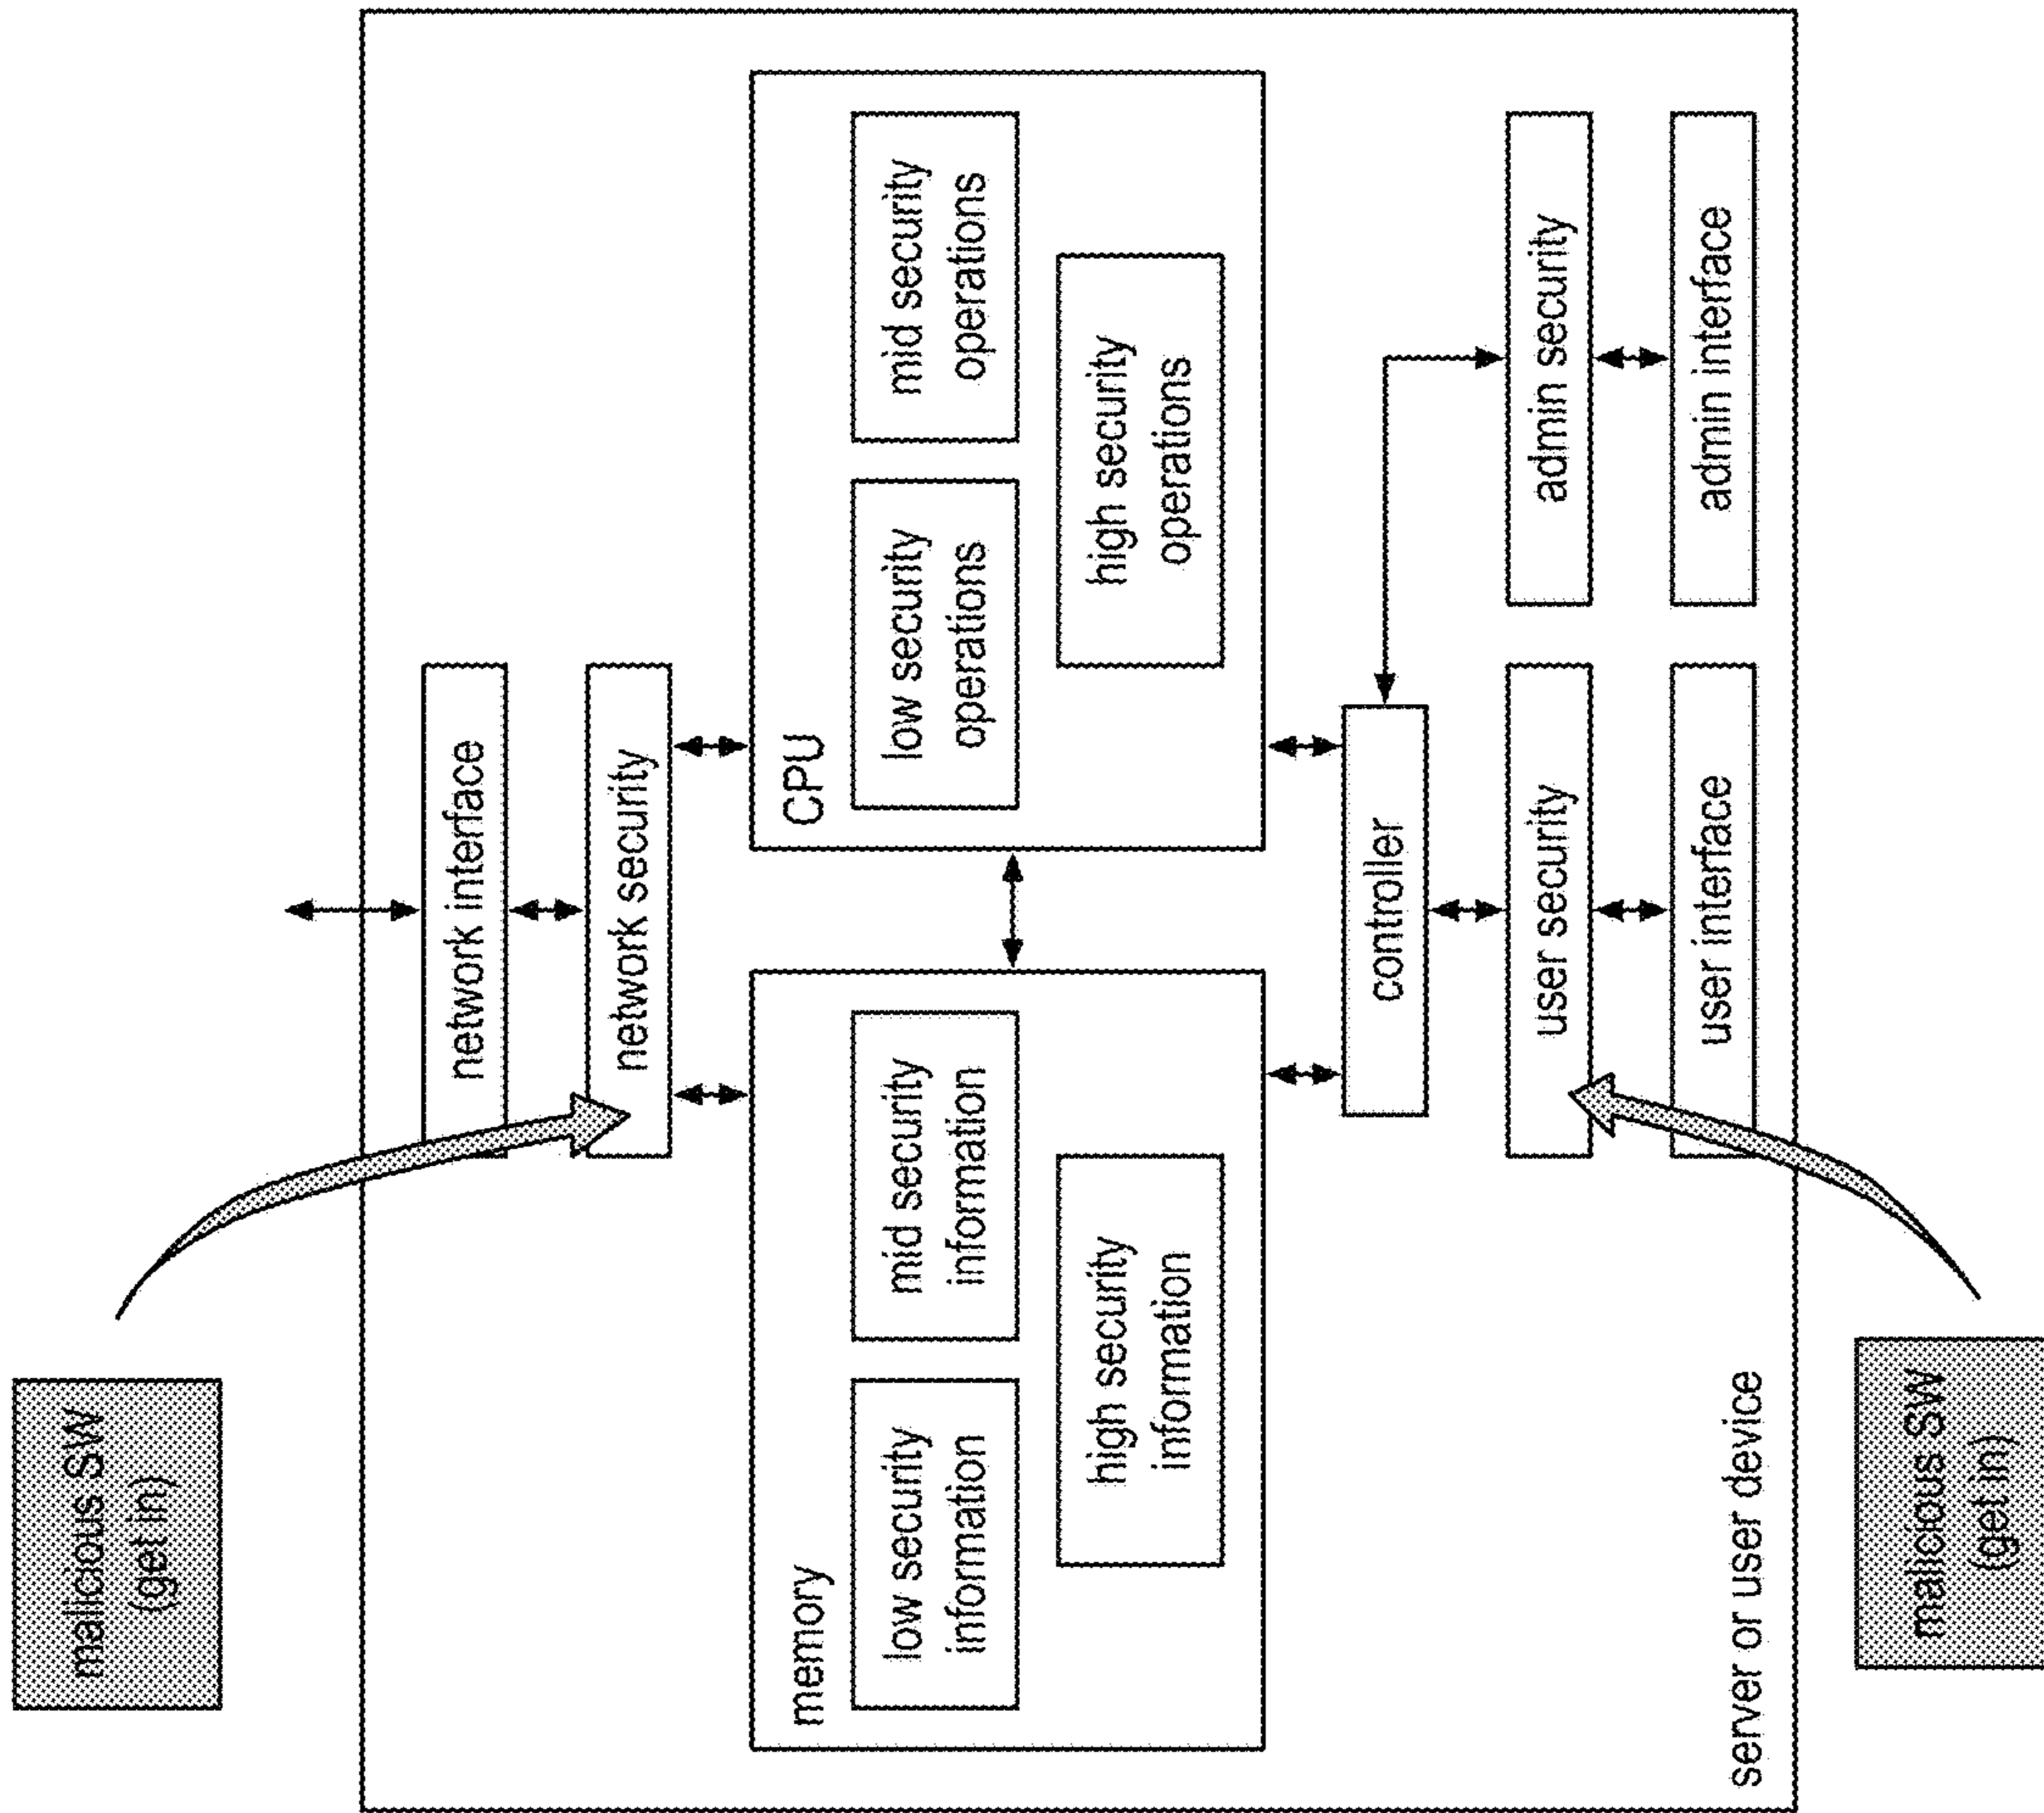 malicious SW
(get in)
network interface
network security
memory
low security
information
mid security
information
high security
information
CPU
low security
operations
mid security
operations
high security
operations
controller
user security
admin security
user interface
admin interface
server or user device
malicious SW
(get in)